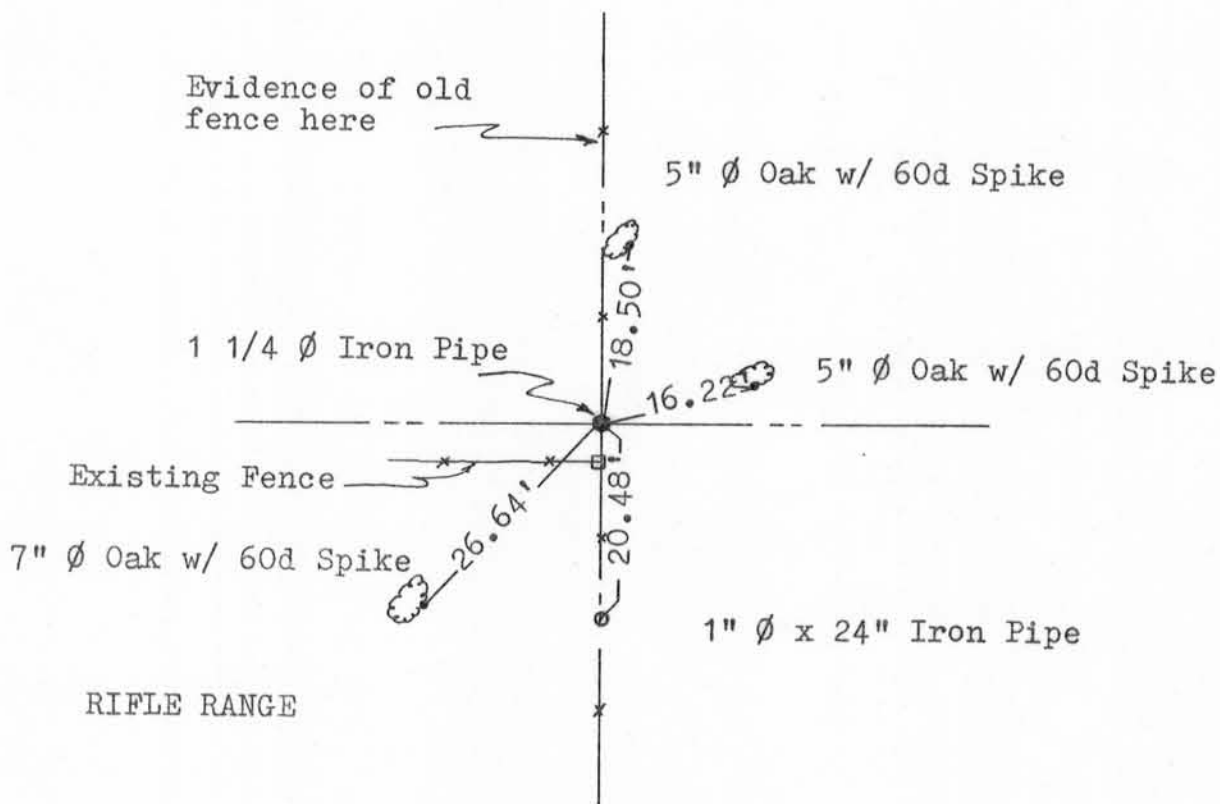 Evidence of old
fence here
5" Ø Oak w/ 60d Spike
18.50'
1 1/4 Ø Iron Pipe
16.22'
5" Ø Oak w/ 60d Spike
Existing Fence
26.64'
20.48'
7" Ø Oak w/ 60d Spike
1" Ø x 24" Iron Pipe
RIFLE RANGE